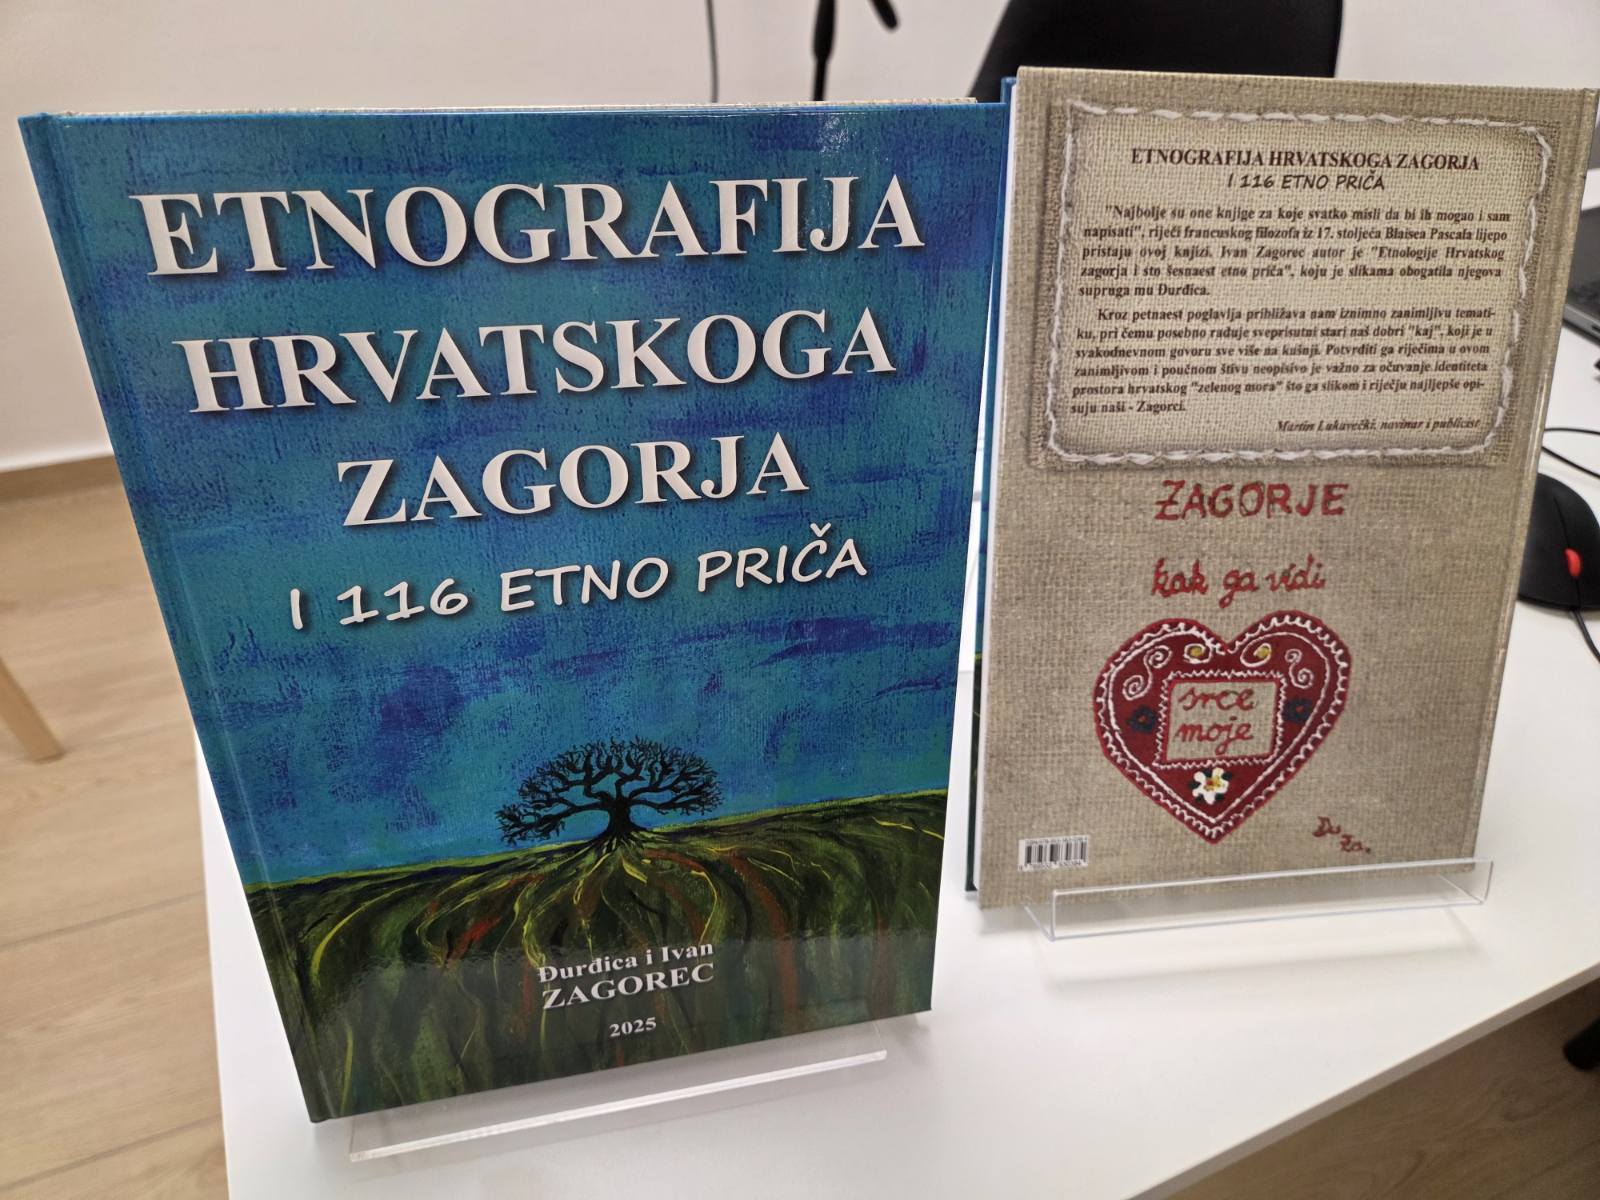 ETNOGRAFIJA
HRVATSKOGA
ZAGORJA
I 116 ETNO PRIČA
Đurđica i Ivan
ZAGOREC
2025
ETNOGRAFIJA HRVATSKOGA ZAGORJA
I 116 ETNO PRIČA
"Najbolje su one knjige za koje svatko misli da bi ih mogao i sam
napisati", riječi francuskog filozofa iz 17. stoljeća Blaisea Pascala lijepo
pristaju ovoj knjizi. Ivan Zagorec autor je "Etnologije Hrvatskog
zagorja i sto šesnaest etno priča", koju je slikama obogatila njegova
supruga mu Đurđica.
Kroz petnaest poglavlja približava nam iznimno zanimljivu temati-
ku, pri čemu posebno raduje sveprisutni stari naš dobri "kaj", koji je u
svakodnevnom govoru sve više na kušnji. Potvrditi ga riječima u ovom
zanimljivom i poučnom štivu neopisivo je važno za očuvanje identiteta
prostora hrvatskog "zelenog mora" što ga slikom i riječju najljepše opi-
suju naši - Zagorci.
Martin Lukavečki, novinar i publicist
ZAGORJE
kak ga vidi
srce
moje
Đu
Za.